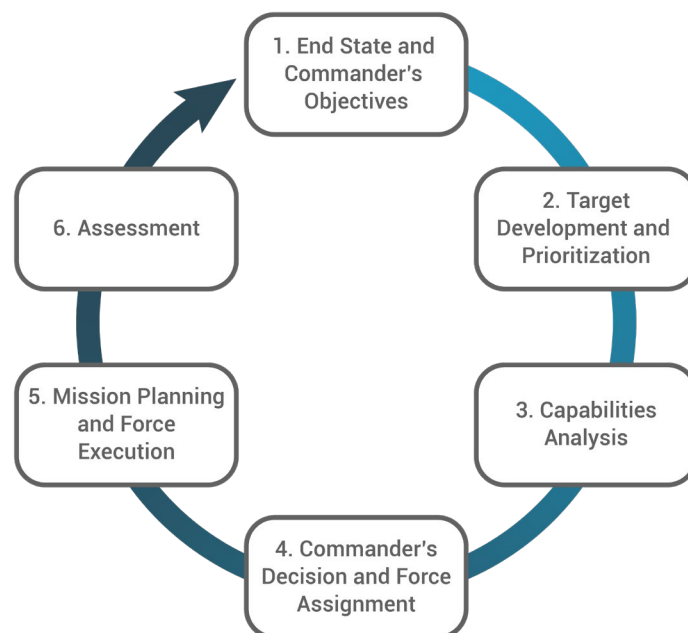 1. End State and
Commander's
Objectives
2. Target
Development and
Prioritization
3. Capabilities
Analysis
4. Commander's
Decision and Force
Assignment
5. Mission Planning
and Force
Execution
6. Assessment